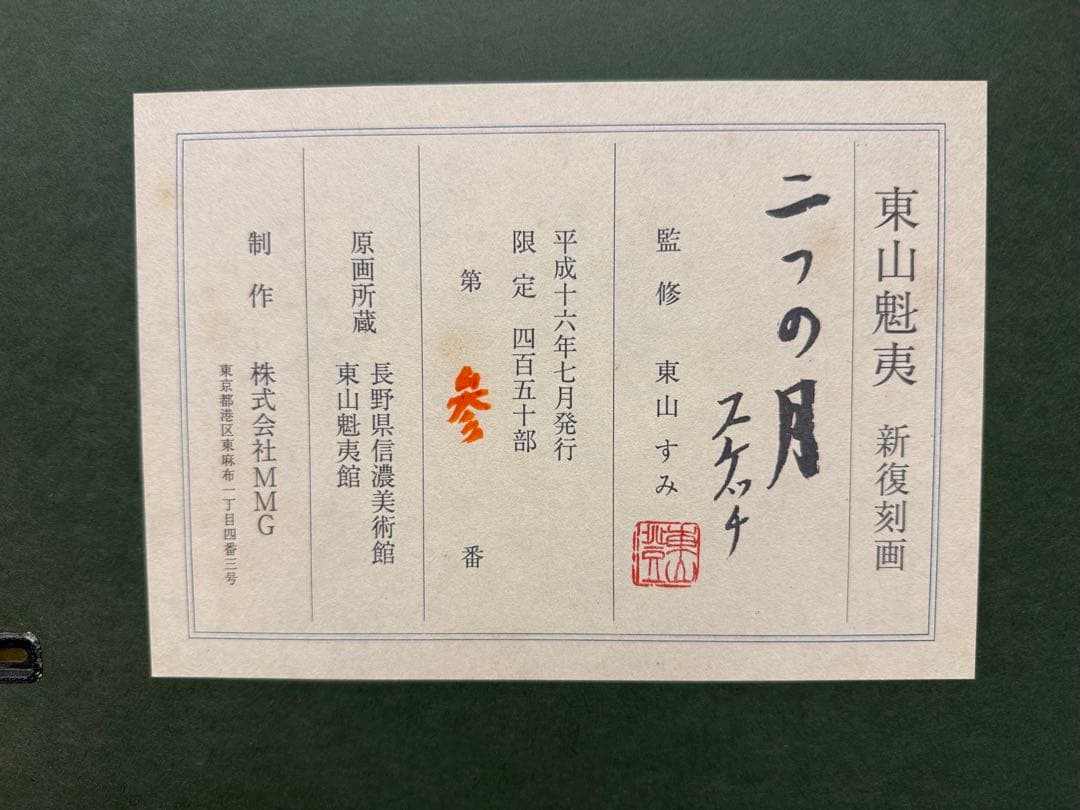 東山魁夷 新復刻画
二つの月
スケッチ
監修 東山すみ
平成十六年七月発行
限定 四百五十部
第 参 番
原画所蔵 長野県信濃美術館
東山魁夷館
制作 株式会社MMG
東京都港区東麻布一丁目四番三号